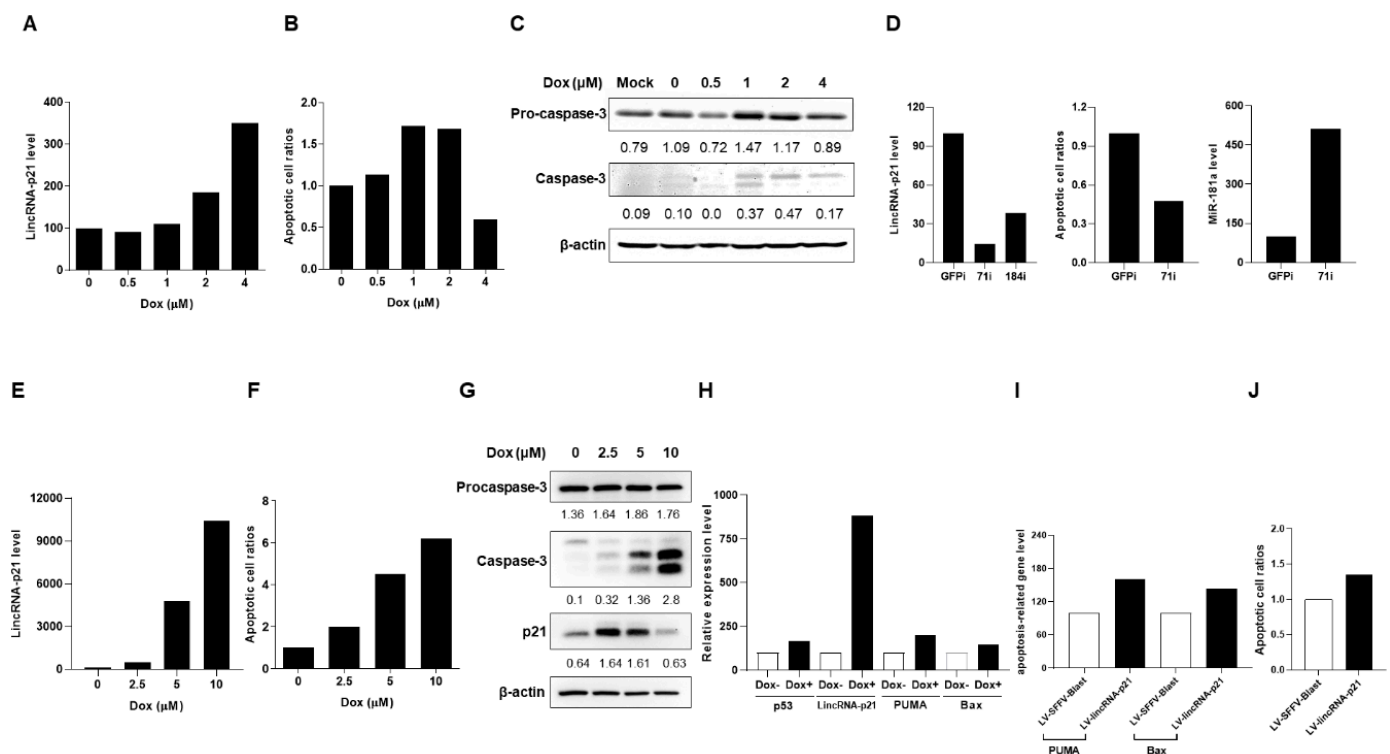 A
B
C
D
LincRNA-p21 level
400
300
200
100
0
0 0.5 1 2 4
Dox (µM)
Apoptotic cell ratios
2.0
1.5
1.0
0.5
0.0
0 0.5 1 2 4
Dox (µM)
Dox (µM) Mock 0 0.5 1 2 4
Pro-caspase-3
0.79 1.09 0.72 1.47 1.17 0.89
Caspase-3
0.09 0.10 0.0 0.37 0.47 0.17
β-actin
LincRNA-p21 level
120
90
60
30
0
GFPi 71i 184i
Apoptotic cell ratios
1.2
0.9
0.6
0.3
0.0
GFPi 71i
MiR-181a level
600
450
300
150
0
GFPi 71i
E
F
G
H
I
J
LincRNA-p21 level
12000
9000
6000
3000
0
0 2.5 5 10
Dox (µM)
Apoptotic cell ratios
8
6
4
2
0
0 2.5 5 10
Dox (µM)
Dox (µM) 0 2.5 5 10
Procaspase-3
1.36 1.64 1.86 1.76
Caspase-3
0.1 0.32 1.36 2.8
p21
0.64 1.64 1.61 0.63
β-actin
Relative expression level
1000
750
500
250
0
Dox- Dox+ Dox- Dox+ Dox- Dox+ Dox- Dox+
p53 LincRNA-p21 PUMA Bax
apoptosis-related gene level
240
180
120
60
0
LV-SFFV-Blast
LV-lincRNA-p21
LV-SFFV-Blast
LV-lincRNA-p21
PUMA Bax
Apoptotic cell ratios
2.0
1.5
1.0
0.5
0.0
LV-SFFV-Blast
LV-lincRNA-p21